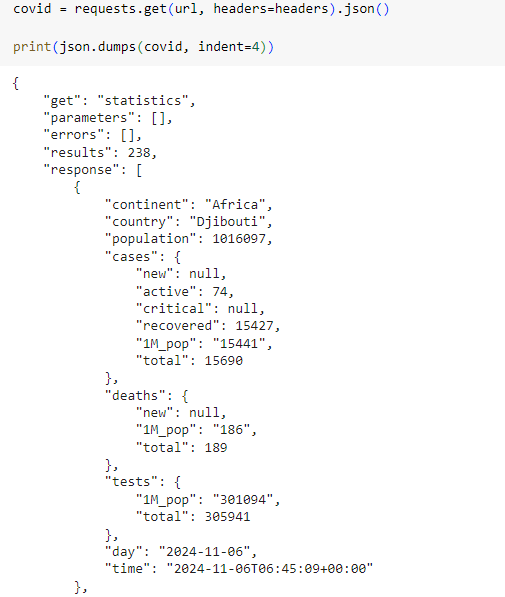 covid = requests.get(url, headers=headers).json()
print(json.dumps(covid, indent=4))
{
    "get": "statistics",
    "parameters": [],
    "errors": [],
    "results": 238,
    "response": [
        {
            "continent": "Africa",
            "country": "Djibouti",
            "population": 1016097,
            "cases": {
                "new": null,
                "active": 74,
                "critical": null,
                "recovered": 15427,
                "1M_pop": "15441",
                "total": 15690
            },
            "deaths": {
                "new": null,
                "1M_pop": "186",
                "total": 189
            },
            "tests": {
                "1M_pop": "301094",
                "total": 305941
            },
            "day": "2024-11-06",
            "time": "2024-11-06T06:45:09+00:00"
        },